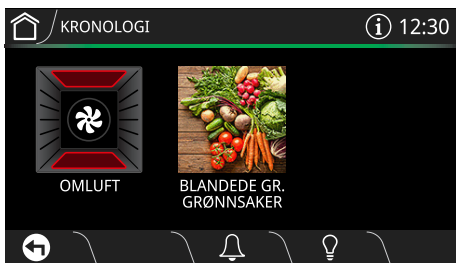 KRONOLOGI
12:30
OMLUFT
BLANDEDE GR.
GRØNNSAKER